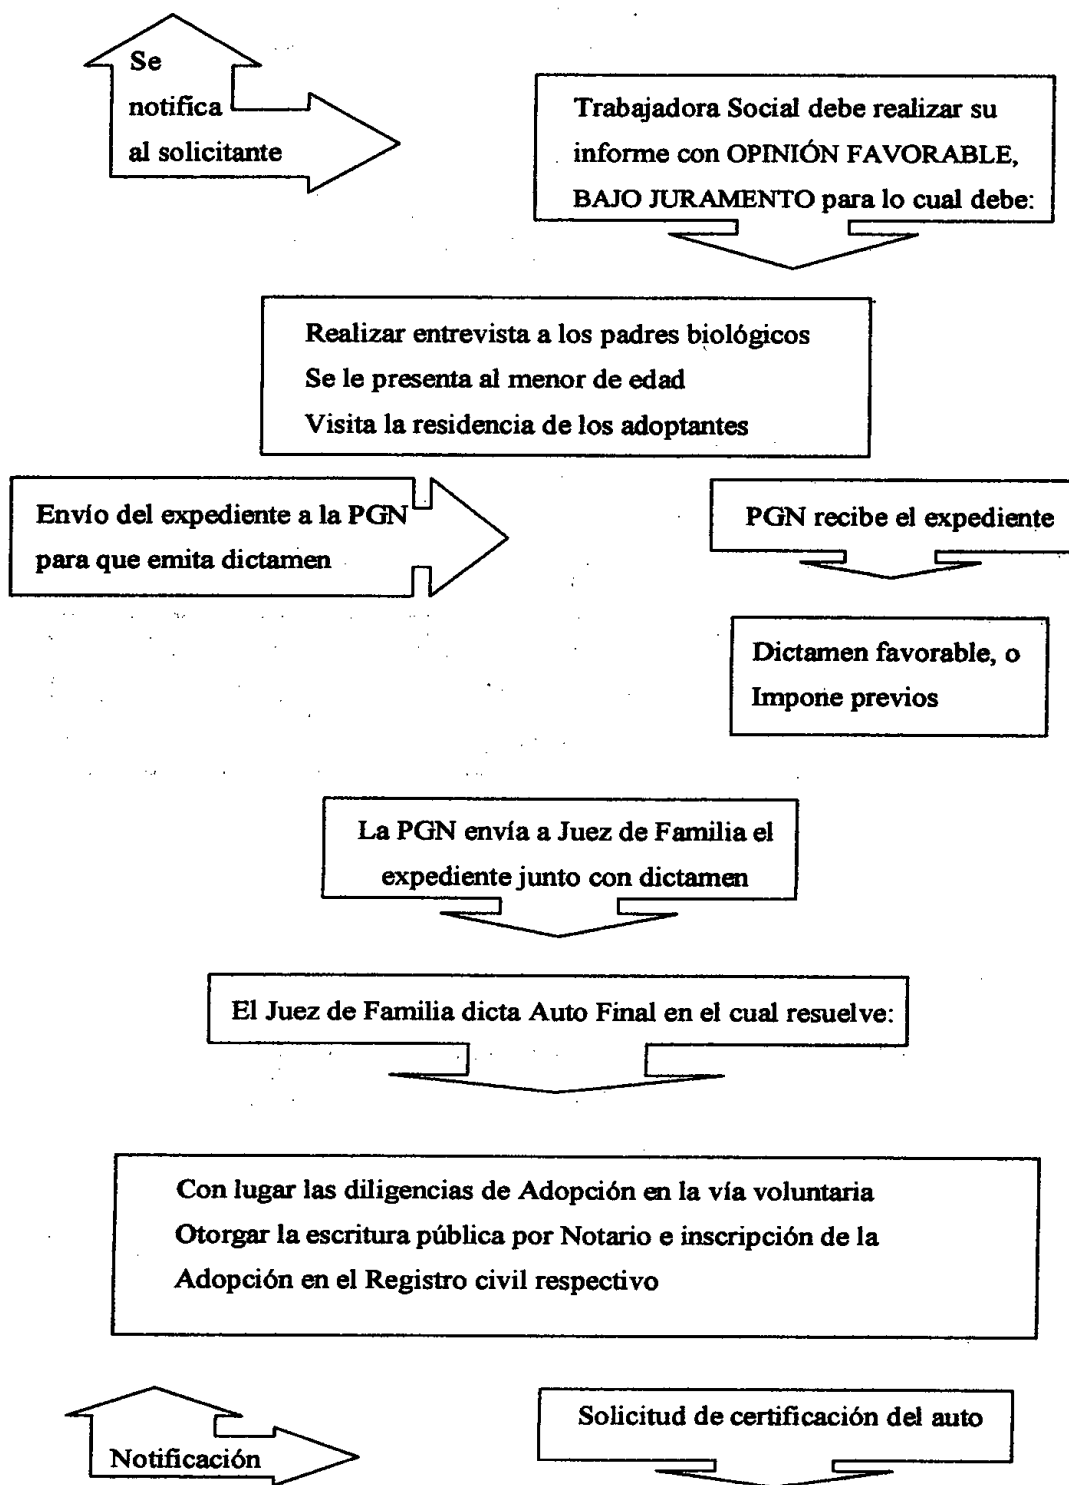 Se
notifica
al solicitante
Trabajadora Social debe realizar su
informe con OPINIÓN FAVORABLE,
BAJO JURAMENTO para lo cual debe:
Realizar entrevista a los padres biológicos
Se le presenta al menor de edad
Visita la residencia de los adoptantes
Envío del expediente a la PGN
para que emita dictamen
PGN recibe el expediente
Dictamen favorable, o
Impone previos
La PGN envía a Juez de Familia el
expediente junto con dictamen
El Juez de Familia dicta Auto Final en el cual resuelve:
Con lugar las diligencias de Adopción en la vía voluntaria
Otorgar la escritura pública por Notario e inscripción de la
Adopción en el Registro civil respectivo
Notificación
Solicitud de certificación del auto